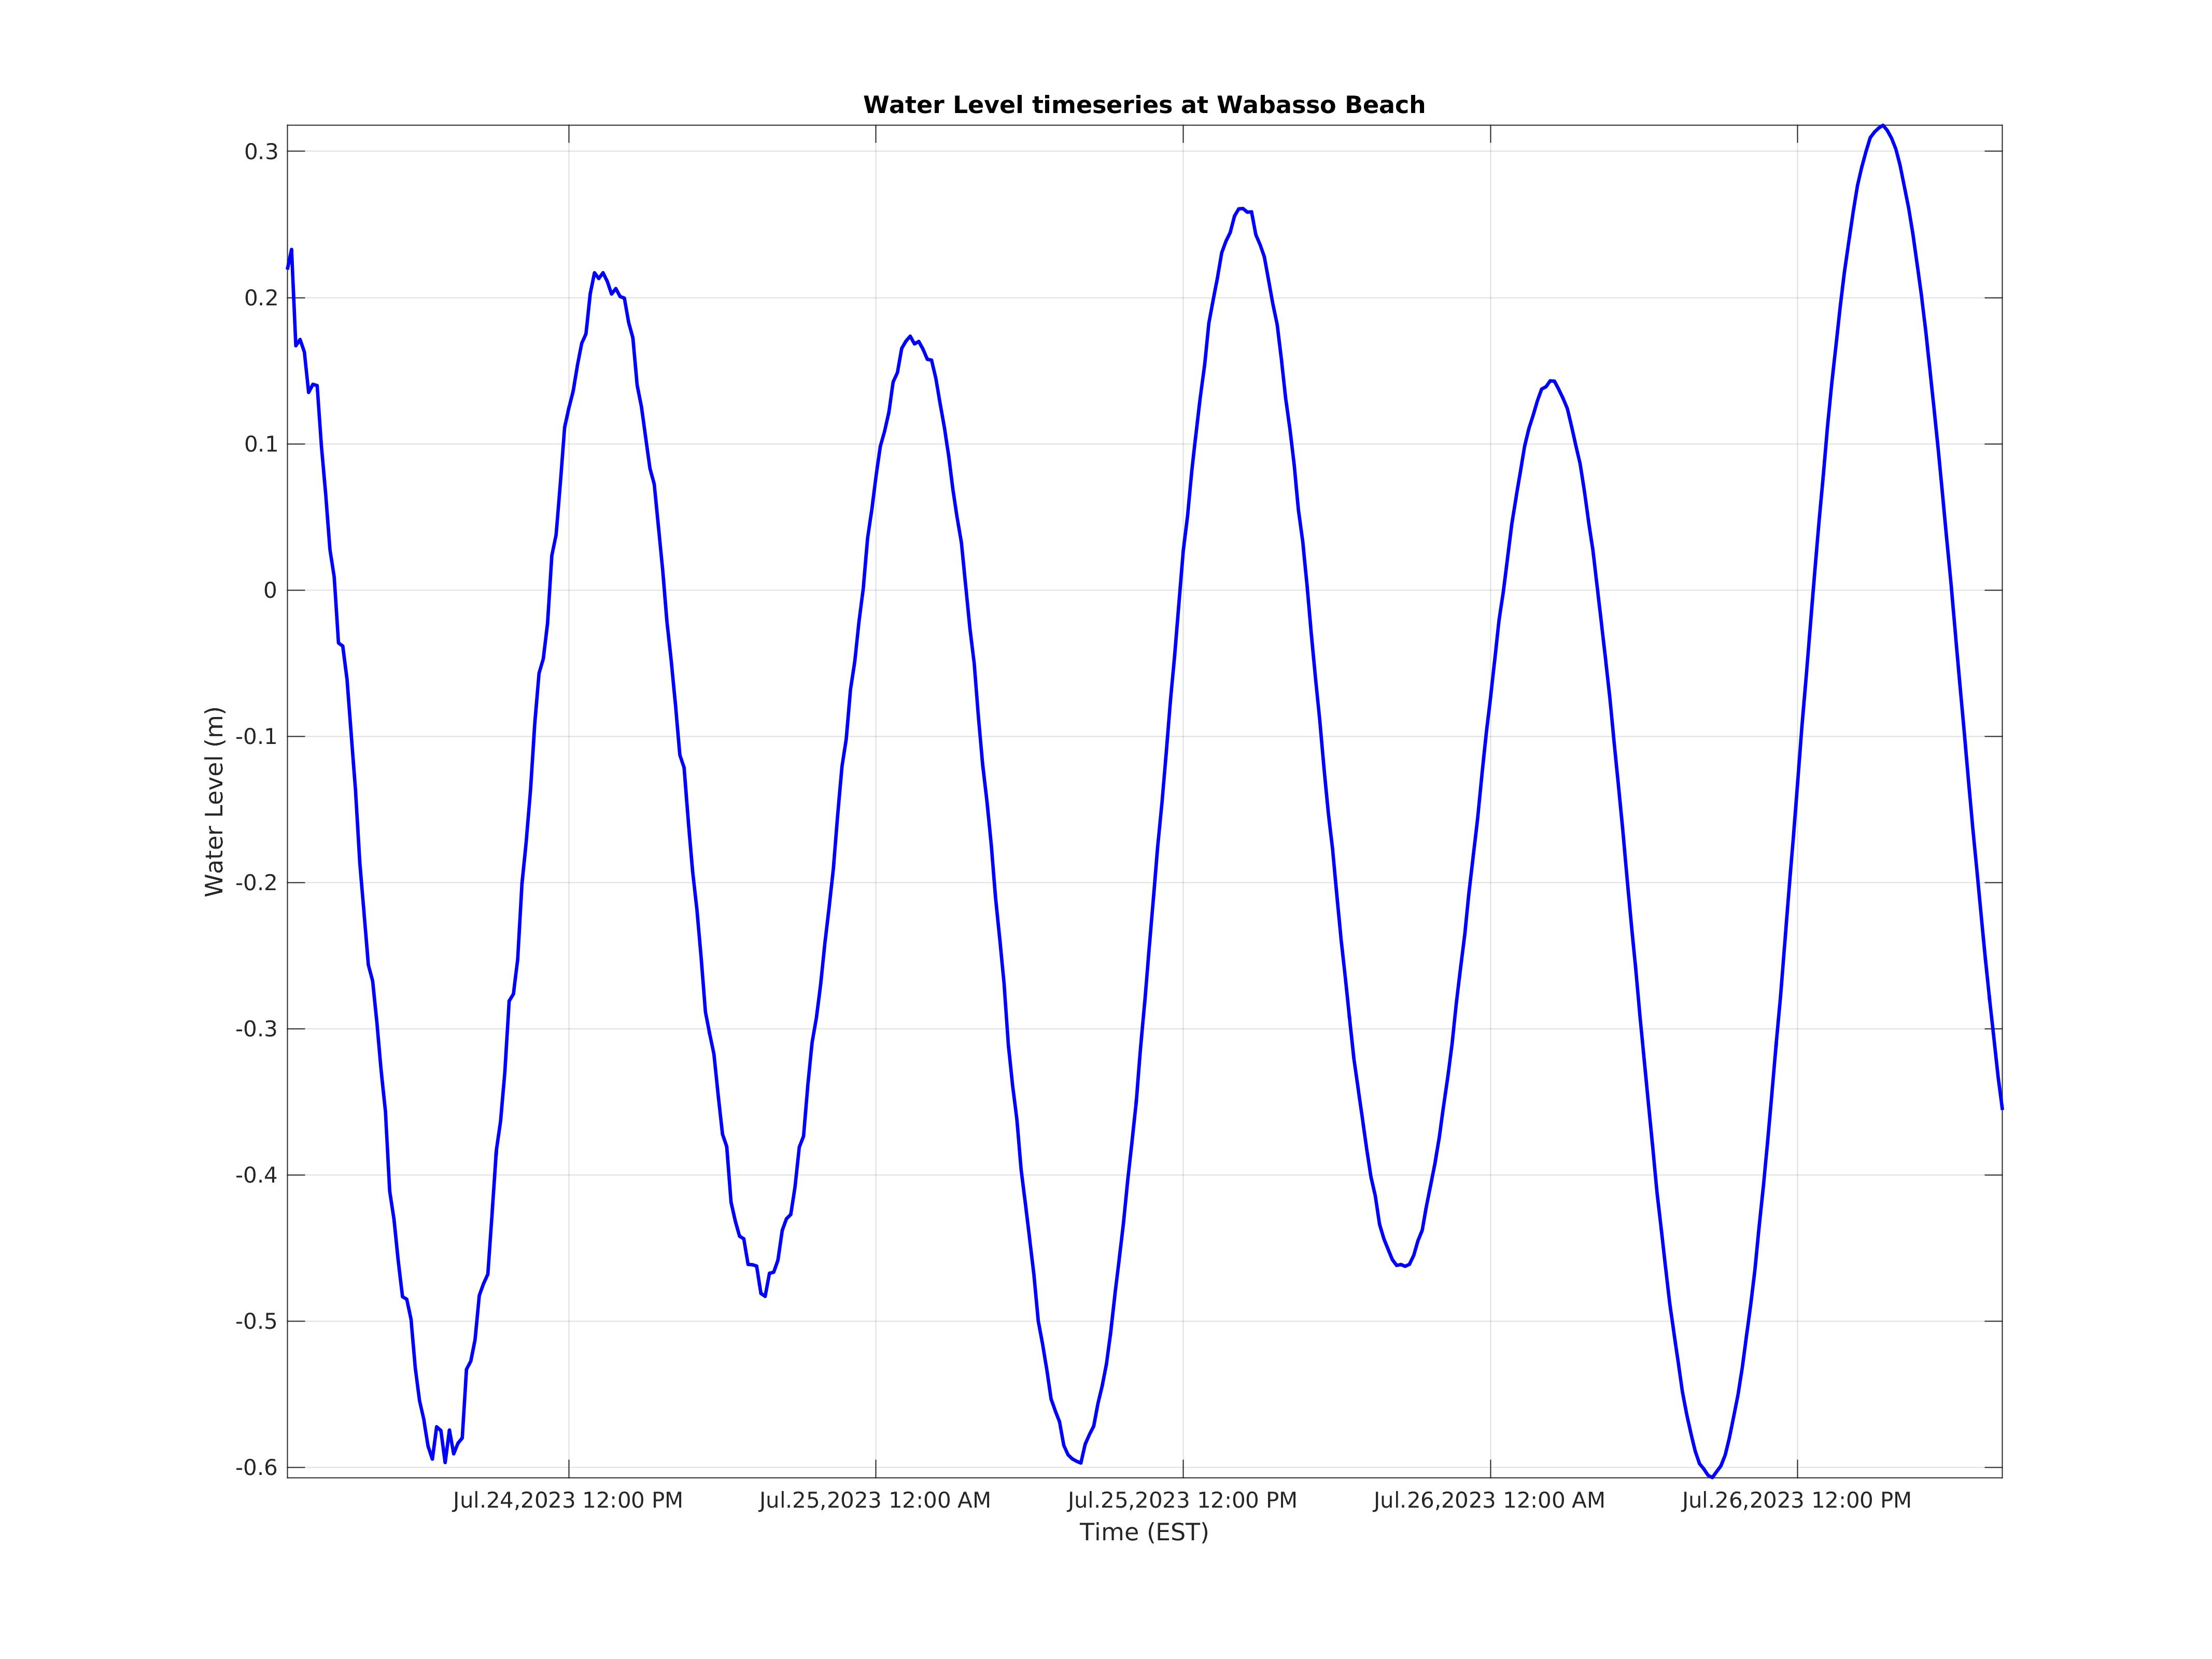 Water Level timeseries at Wabasso Beach
0.3
0.2
0.1
0
-0.1
-0.2
-0.3
-0.4
-0.5
-0.6
Water Level (m)
Jul.24,2023 12:00 PM
Jul.25,2023 12:00 AM
Jul.25,2023 12:00 PM
Jul.26,2023 12:00 AM
Jul.26,2023 12:00 PM
Time (EST)